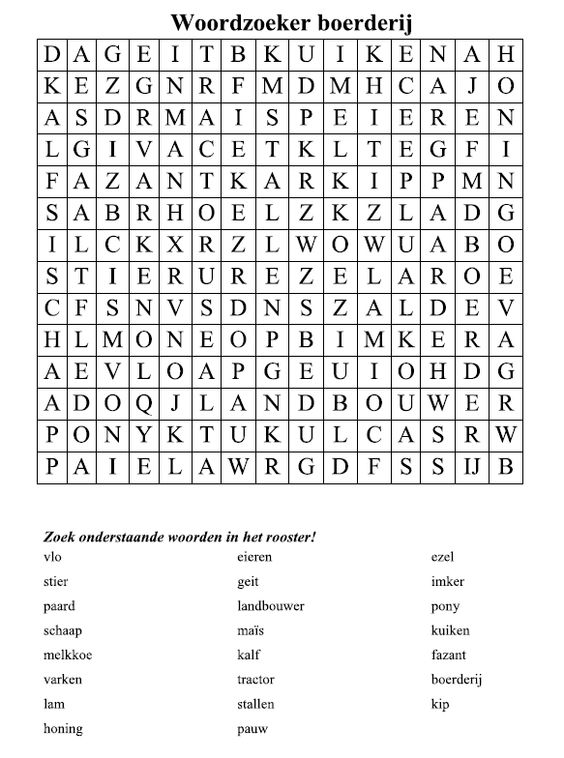 Woordzoeker boerderij
D A G E I T B K U I K E N A H
K E Z G N R F M D M H C A J O
A S D R M A I S P E I E R E N
L G I V A C E T K L T E G F I
F A Z A N T K A R K I P P M N
S A B R H O E L Z K Z L A D G
I L C K X R Z L W O W U A B O
S T I E R U R E Z E L A R O E
C F S N V S D N S Z A L D E V
H L M O N E O P B I M K E R A
A E V L O A P G E U I O H D G
A D O Q J L A N D B O U W E R
P O N Y K T U K U L C A S R W
P A I E L A W R G D F S S IJ B
Zoek onderstaande woorden in het rooster!
vlo eieren ezel
stier geit imker
paard landbouwer pony
schaap maïs kuiken
melkkoe kalf fazant
varken tractor boerderij
lam stallen kip
honing pauw